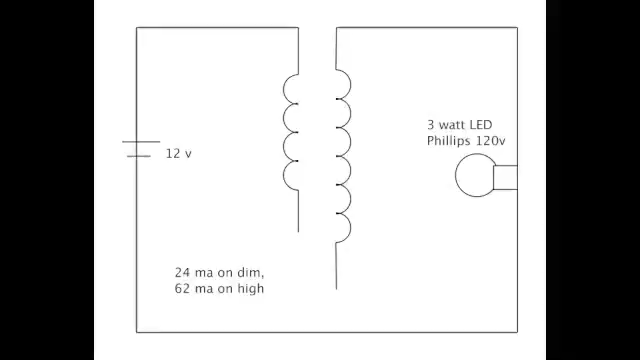 3 watt LED
Phillips 120v
12 v
24 ma on dim,
62 ma on high